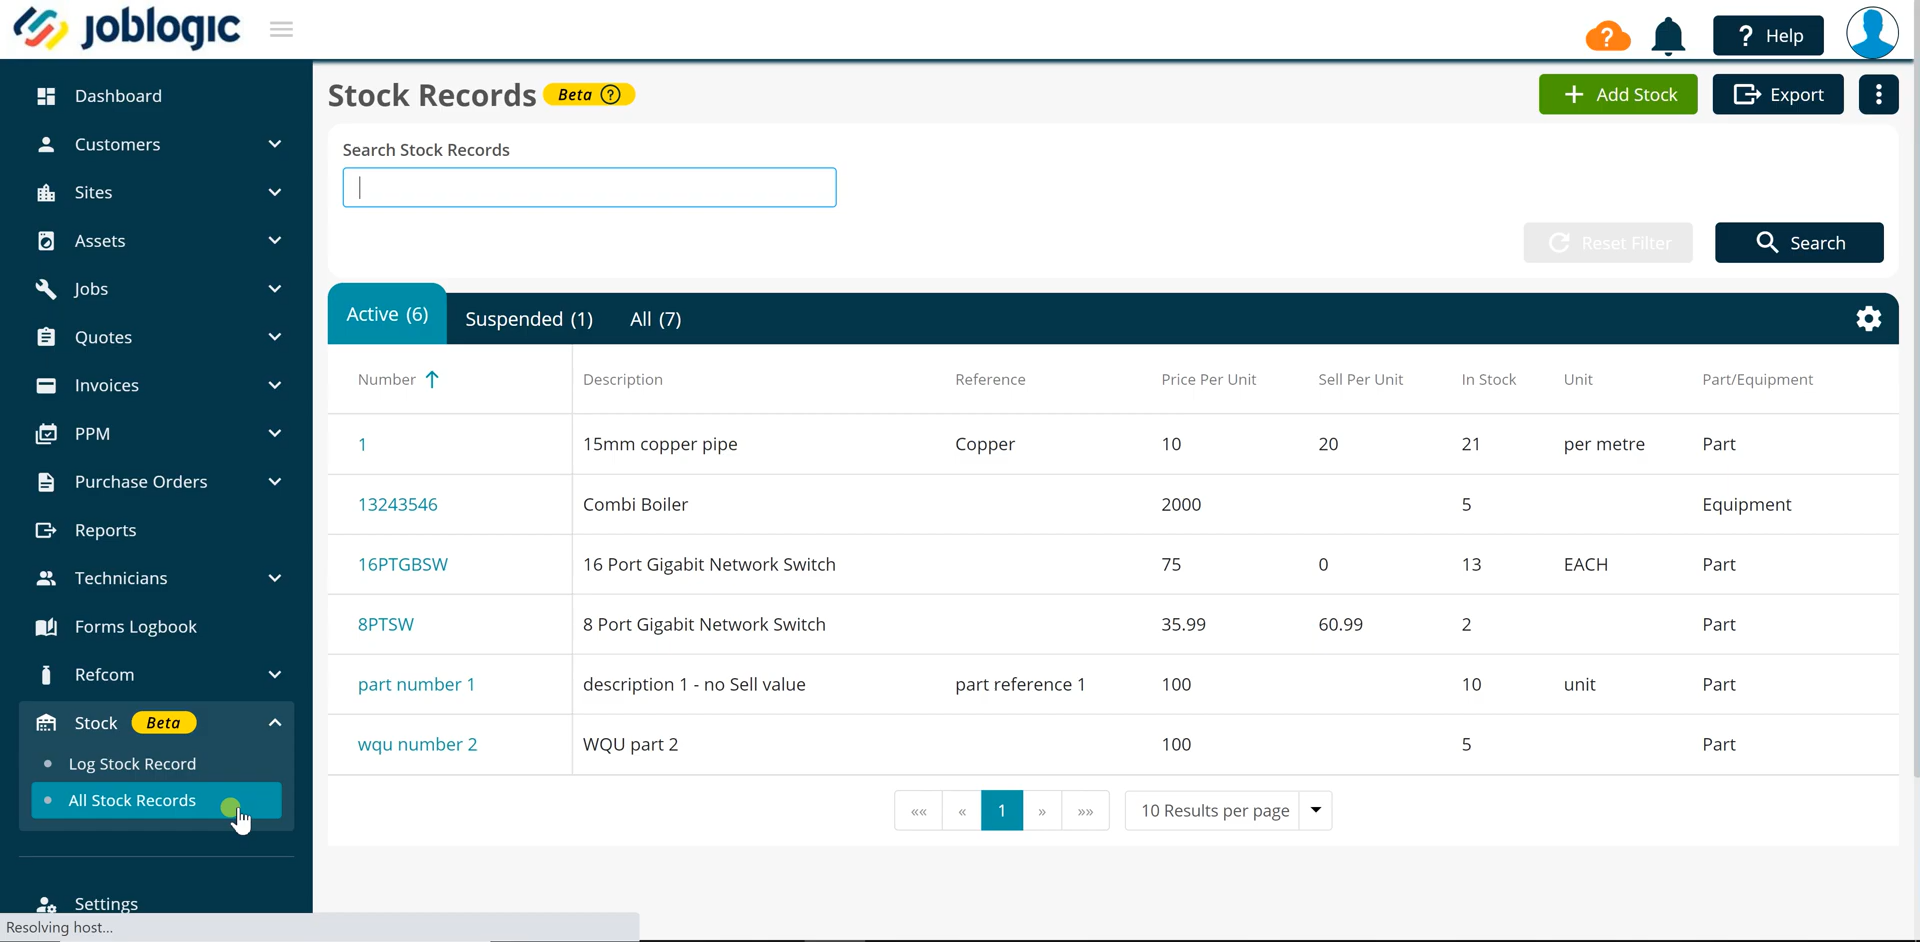 joblogic
? Help
Dashboard
Customers
Sites
Assets
Jobs
Quotes
Invoices
PPM
Purchase Orders
Reports
Technicians
Forms Logbook
Refcom
Stock Beta
Log Stock Record
All Stock Records
Settings
Resolving host...
Stock Records Beta ?
+ Add Stock
Export
Search Stock Records
Reset Filter
Search
Active (6) Suspended (1) All (7)
Number Description Reference Price Per Unit Sell Per Unit In Stock Unit Part/Equipment
1 15mm copper pipe Copper 10 20 21 per metre Part
13243546 Combi Boiler 2000 5 Equipment
16PTGBSW 16 Port Gigabit Network Switch 75 0 13 EACH Part
8PTSW 8 Port Gigabit Network Switch 35.99 60.99 2 Part
part number 1 description 1 - no Sell value part reference 1 100 10 unit Part
wqu number 2 WQU part 2 100 5 Part
«« « 1 » »» 10 Results per page